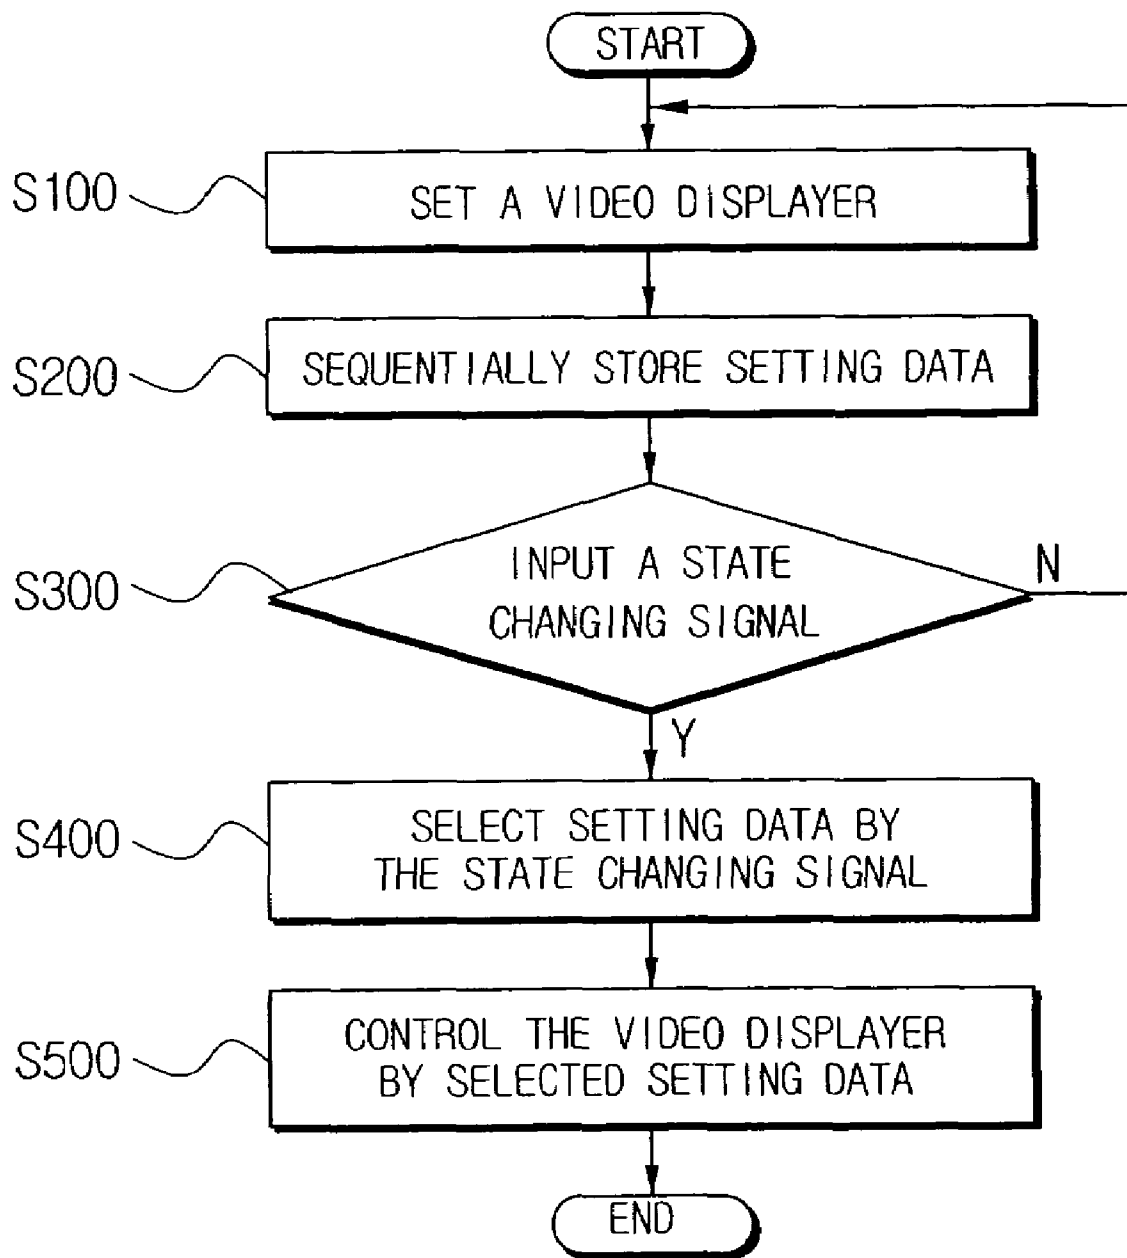 START
S100
SET A VIDEO DISPLAYER
S200
SEQUENTIALLY STORE SETTING DATA
S300
INPUT A STATE
CHANGING SIGNAL
N
Y
S400
SELECT SETTING DATA BY
THE STATE CHANGING SIGNAL
S500
CONTROL THE VIDEO DISPLAYER
BY SELECTED SETTING DATA
END